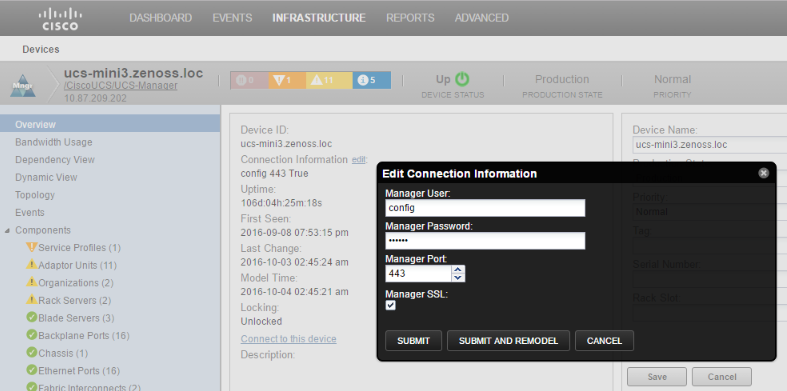 CISCO
DASHBOARD EVENTS INFRASTRUCTURE REPORTS ADVANCED
Devices
Mngr
ucs-mini3.zenoss.loc
/CiscoUCS/UCS-Manager
10.87.209.202
0 1 11 5
Up
DEVICE STATUS
Production
PRODUCTION STATE
Normal
PRIORITY
Overview
Bandwidth Usage
Dependency View
Dynamic View
Topology
Events
Components
Service Profiles (1)
Adaptor Units (11)
Organizations (2)
Rack Servers (2)
Blade Servers (3)
Backplane Ports (16)
Chassis (1)
Ethernet Ports (16)
Fabric Interconnects (2)
Device ID:
ucs-mini3.zenoss.loc
Connection Information edit:
config 443 True
Uptime:
106d:04h:25m:18s
First Seen:
2016-09-08 07:53:15 pm
Last Change:
2016-10-03 02:45:24 am
Model Time:
2016-10-04 02:45:21 am
Locking:
Unlocked
Connect to this device
Description:
Edit Connection Information
Manager User:
config
Manager Password:
••••••
Manager Port:
443
Manager SSL:
SUBMIT SUBMIT AND REMODEL CANCEL
Device Name:
ucs-mini3.zenoss.loc
Production State
Priority
Normal
Tag
Serial Number
Rack Slot
Save Cancel